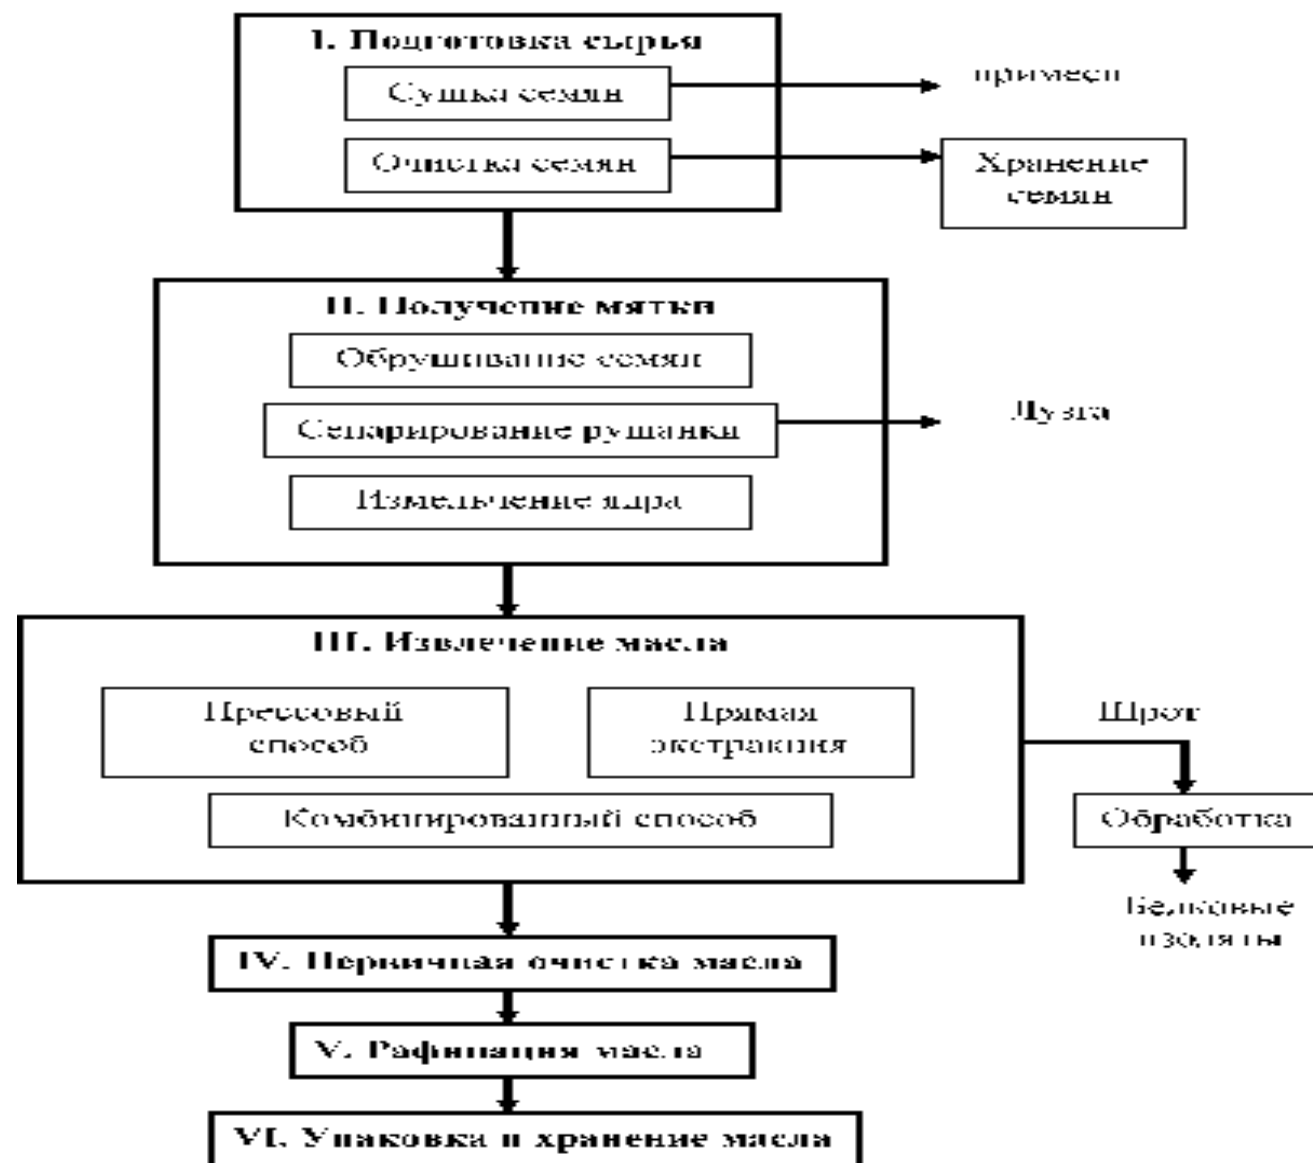 I. Подготовка сырья
Сушка семян
примеси
Очистка семян
Хранение
семян
II. Получение мятки
Обрушивание семян
Сепарирование рушанки
Лузга
Измельчение ядра
III. Извлечение масла
Прессовый
способ
Прямая
экстракция
Шрот
Комбинированный способ
Обработка
Белковые
изоляты
IV. Первичная очистка масла
V. Рафинация масла
VI. Упаковка и хранение масла